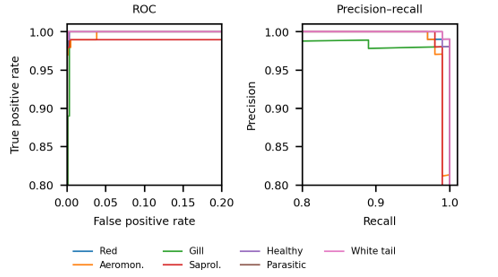 ROC
Precision–recall
1.00
0.95
0.90
0.85
0.80
True positive rate
0.00 0.05 0.10 0.15 0.20
False positive rate
1.00
0.95
0.90
0.85
0.80
Precision
0.8 0.9 1.0
Recall
Red Gill Healthy White tail
Aeromon. Saprol. Parasitic